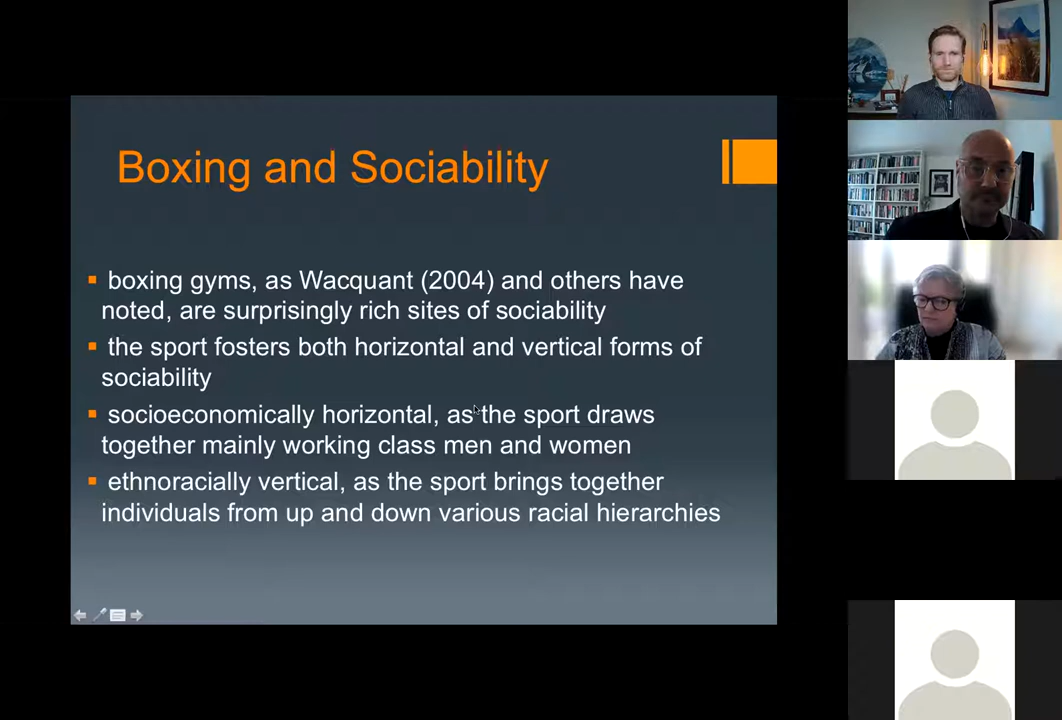 Boxing and Sociability
boxing gyms, as Wacquant (2004) and others have
noted, are surprisingly rich sites of sociability
the sport fosters both horizontal and vertical forms of
sociability
socioeconomically horizontal, as the sport draws
together mainly working class men and women
ethnoracially vertical, as the sport brings together
individuals from up and down various racial hierarchies